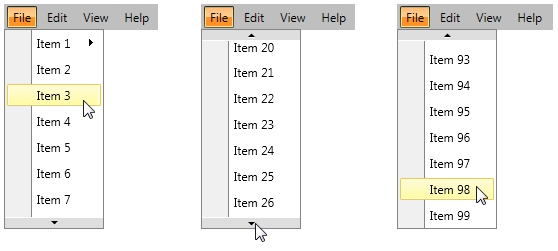 File Edit View Help
Item 1
Item 2
Item 3
Item 4
Item 5
Item 6
Item 7
File Edit View Help
Item 20
Item 21
Item 22
Item 23
Item 24
Item 25
Item 26
File Edit View Help
Item 93
Item 94
Item 95
Item 96
Item 97
Item 98
Item 99